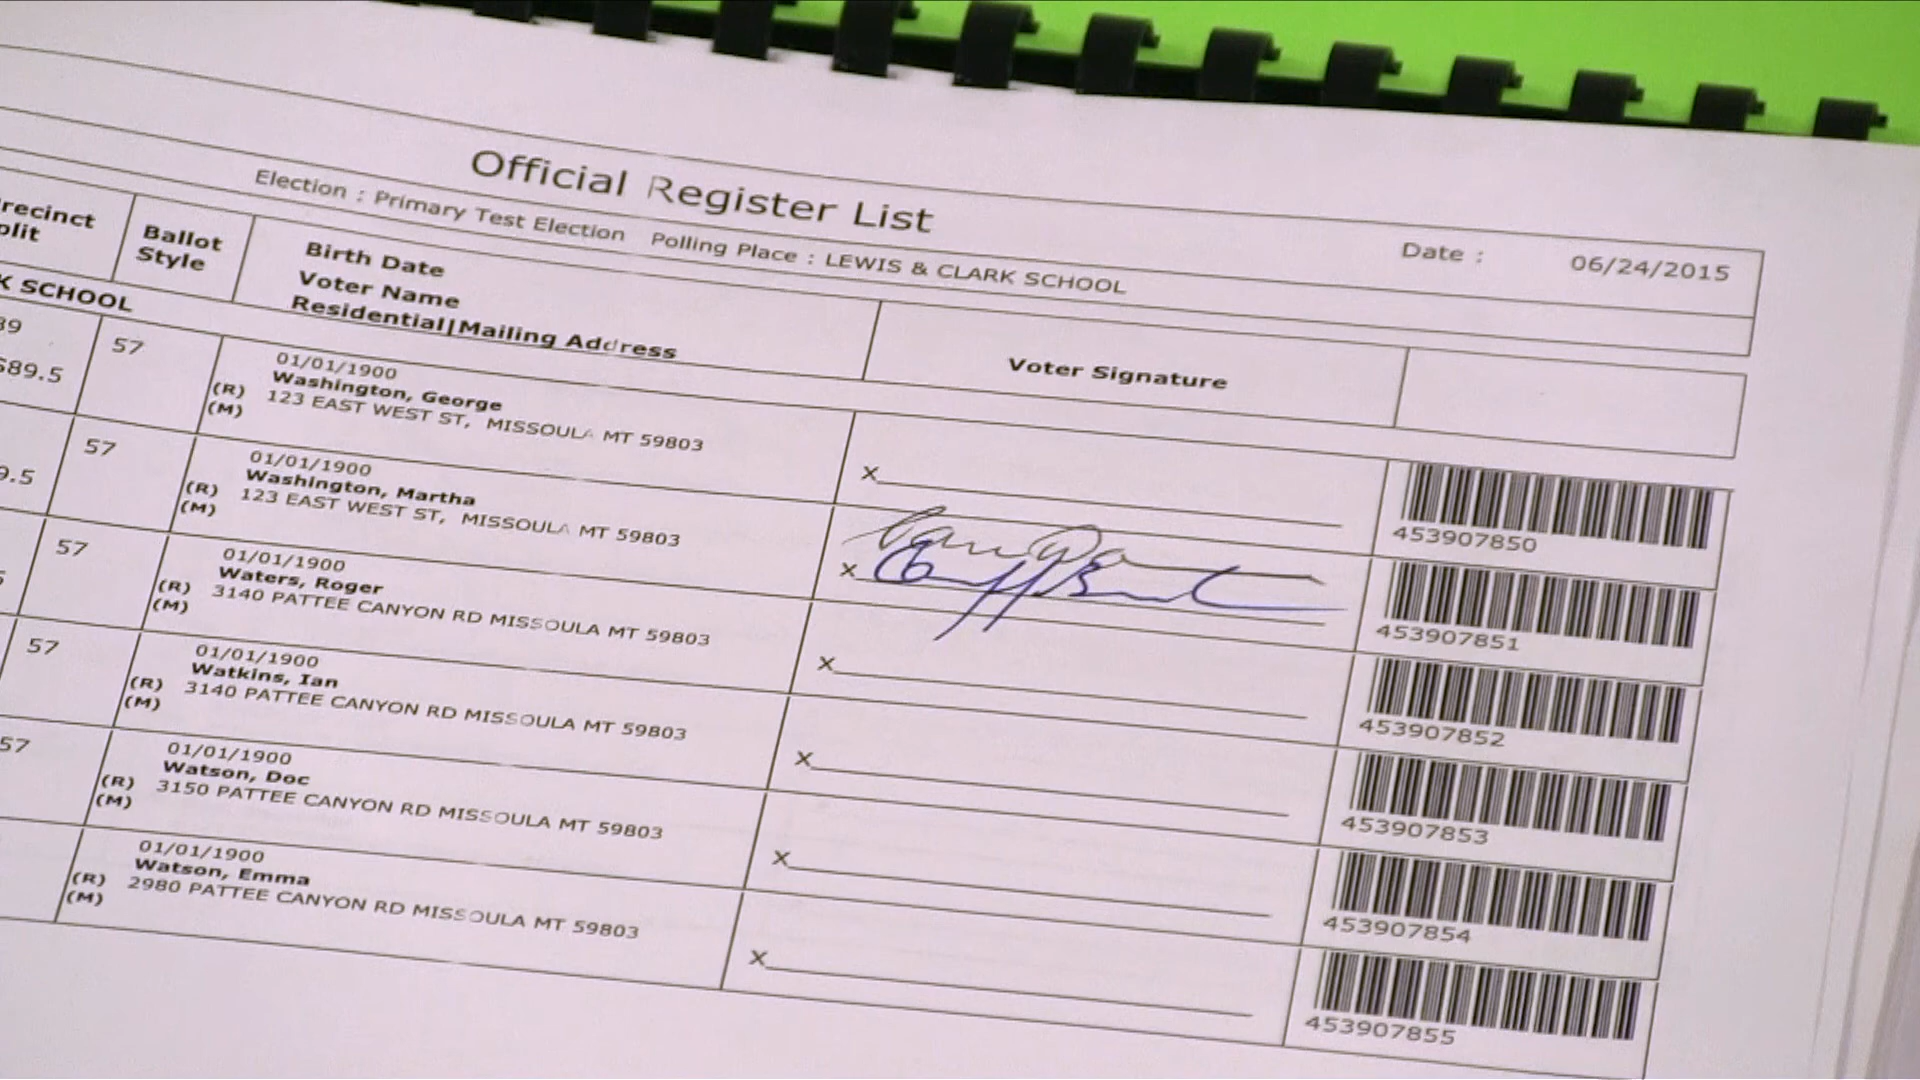 Official Register List
Election : Primary Test Election Polling Place : LEWIS & CLARK SCHOOL
Date : 06/24/2015
Ballot
Style
Birth Date
Voter Name
Residential|Mailing Address
Voter Signature
SCHOOL
57
01/01/1900
Washington, George
(R) 123 EAST WEST ST, MISSOULA MT 59803
(M)
X
453907850
57
01/01/1900
Washington, Martha
(R) 123 EAST WEST ST, MISSOULA MT 59803
(M)
X
453907851
57
01/01/1900
Waters, Roger
(R) 3140 PATTEE CANYON RD MISSOULA MT 59803
(M)
X
453907852
57
01/01/1900
Watkins, Ian
(R) 3140 PATTEE CANYON RD MISSOULA MT 59803
(M)
X
453907853
57
01/01/1900
Watson, Doc
(R) 3150 PATTEE CANYON RD MISSOULA MT 59803
(M)
X
453907854
01/01/1900
Watson, Emma
(R) 2980 PATTEE CANYON RD MISSOULA MT 59803
(M)
X
453907855